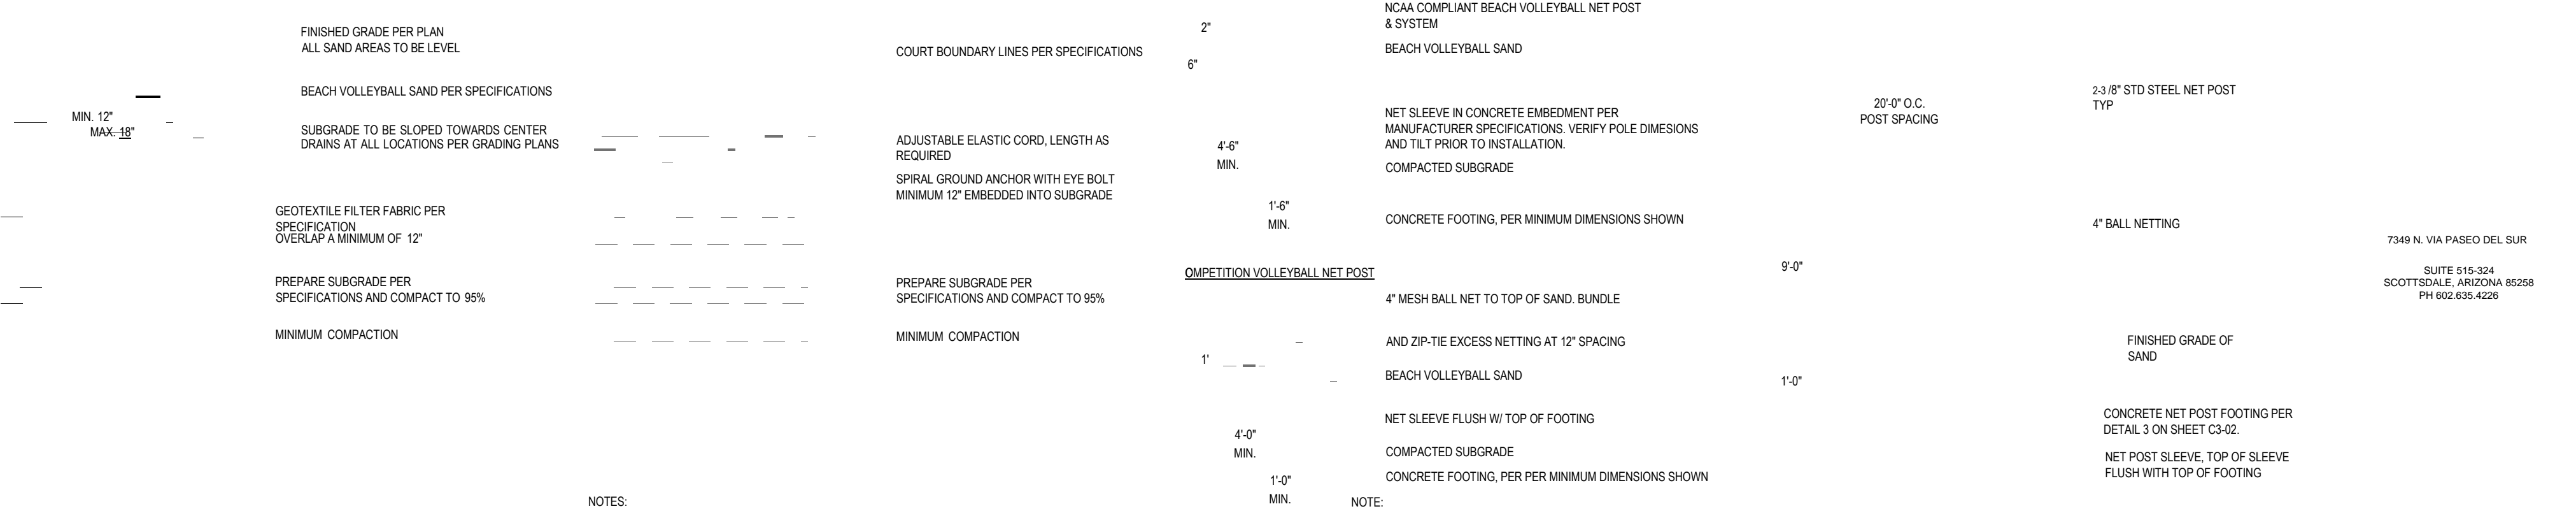 FINISHED GRADE PER PLAN
ALL SAND AREAS TO BE LEVEL
BEACH VOLLEYBALL SAND PER SPECIFICATIONS
MIN. 12"
MAX. 18"
SUBGRADE TO BE SLOPED TOWARDS CENTER
DRAINS AT ALL LOCATIONS PER GRADING PLANS
GEOTEXTILE FILTER FABRIC PER
SPECIFICATION
OVERLAP A MINIMUM OF 12"
PREPARE SUBGRADE PER
SPECIFICATIONS AND COMPACT TO 95%
MINIMUM COMPACTION
NOTES:
COURT BOUNDARY LINES PER SPECIFICATIONS
ADJUSTABLE ELASTIC CORD, LENGTH AS
REQUIRED
SPIRAL GROUND ANCHOR WITH EYE BOLT
MINIMUM 12" EMBEDDED INTO SUBGRADE
PREPARE SUBGRADE PER
SPECIFICATIONS AND COMPACT TO 95%
MINIMUM COMPACTION
2"
6"
4'-6"
MIN.
1'-6"
MIN.
NCAA COMPLIANT BEACH VOLLEYBALL NET POST
& SYSTEM
BEACH VOLLEYBALL SAND
NET SLEEVE IN CONCRETE EMBEDMENT PER
MANUFACTURER SPECIFICATIONS. VERIFY POLE DIMESIONS
AND TILT PRIOR TO INSTALLATION.
COMPACTED SUBGRADE
CONCRETE FOOTING, PER MINIMUM DIMENSIONS SHOWN
OMPETITION VOLLEYBALL NET POST
4" MESH BALL NET TO TOP OF SAND. BUNDLE
AND ZIP-TIE EXCESS NETTING AT 12" SPACING
1'
BEACH VOLLEYBALL SAND
NET SLEEVE FLUSH W/ TOP OF FOOTING
4'-0"
MIN.
COMPACTED SUBGRADE
CONCRETE FOOTING, PER PER MINIMUM DIMENSIONS SHOWN
1'-0"
MIN.
NOTE:
20'-0" O.C.
POST SPACING
9'-0"
1'-0"
2-3/8" STD STEEL NET POST
TYP
4" BALL NETTING
FINISHED GRADE OF
SAND
CONCRETE NET POST FOOTING PER
DETAIL 3 ON SHEET C3-02.
NET POST SLEEVE, TOP OF SLEEVE
FLUSH WITH TOP OF FOOTING
7349 N. VIA PASEO DEL SUR
SUITE 515-324
SCOTTSDALE, ARIZONA 85258
PH 602.635.4226